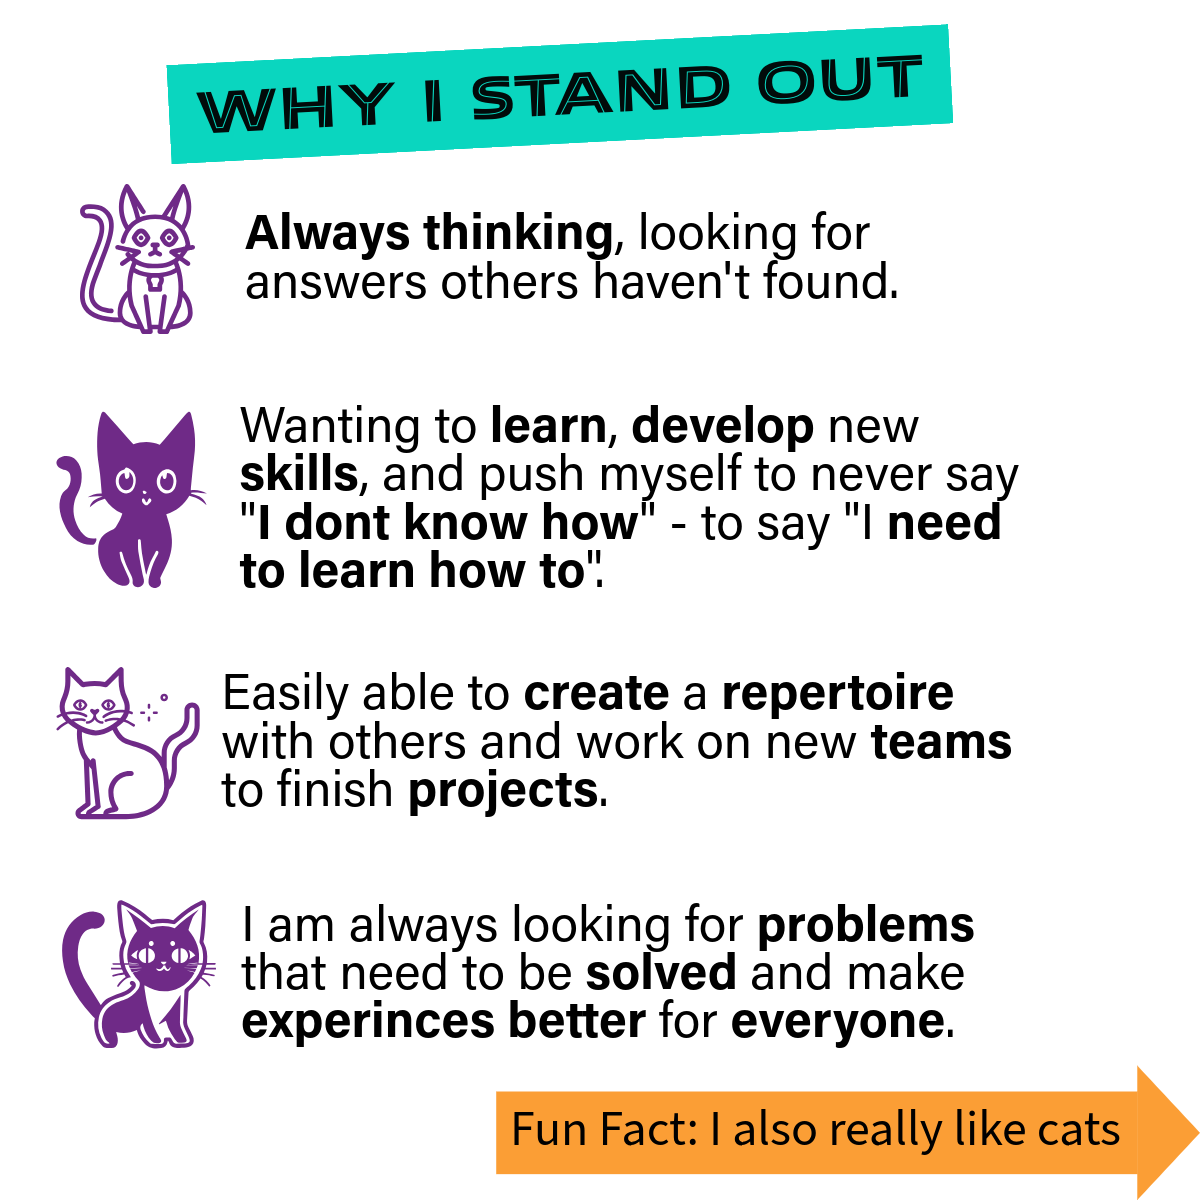 WHY I STAND OUT
Always thinking, looking for
answers others haven't found.
Wanting to learn, develop new
skills, and push myself to never say
"I dont know how" - to say "I need
to learn how to".
Easily able to create a repertoire
with others and work on new teams
to finish projects.
I am always looking for problems
that need to be solved and make
experinces better for everyone.
Fun Fact: I also really like cats